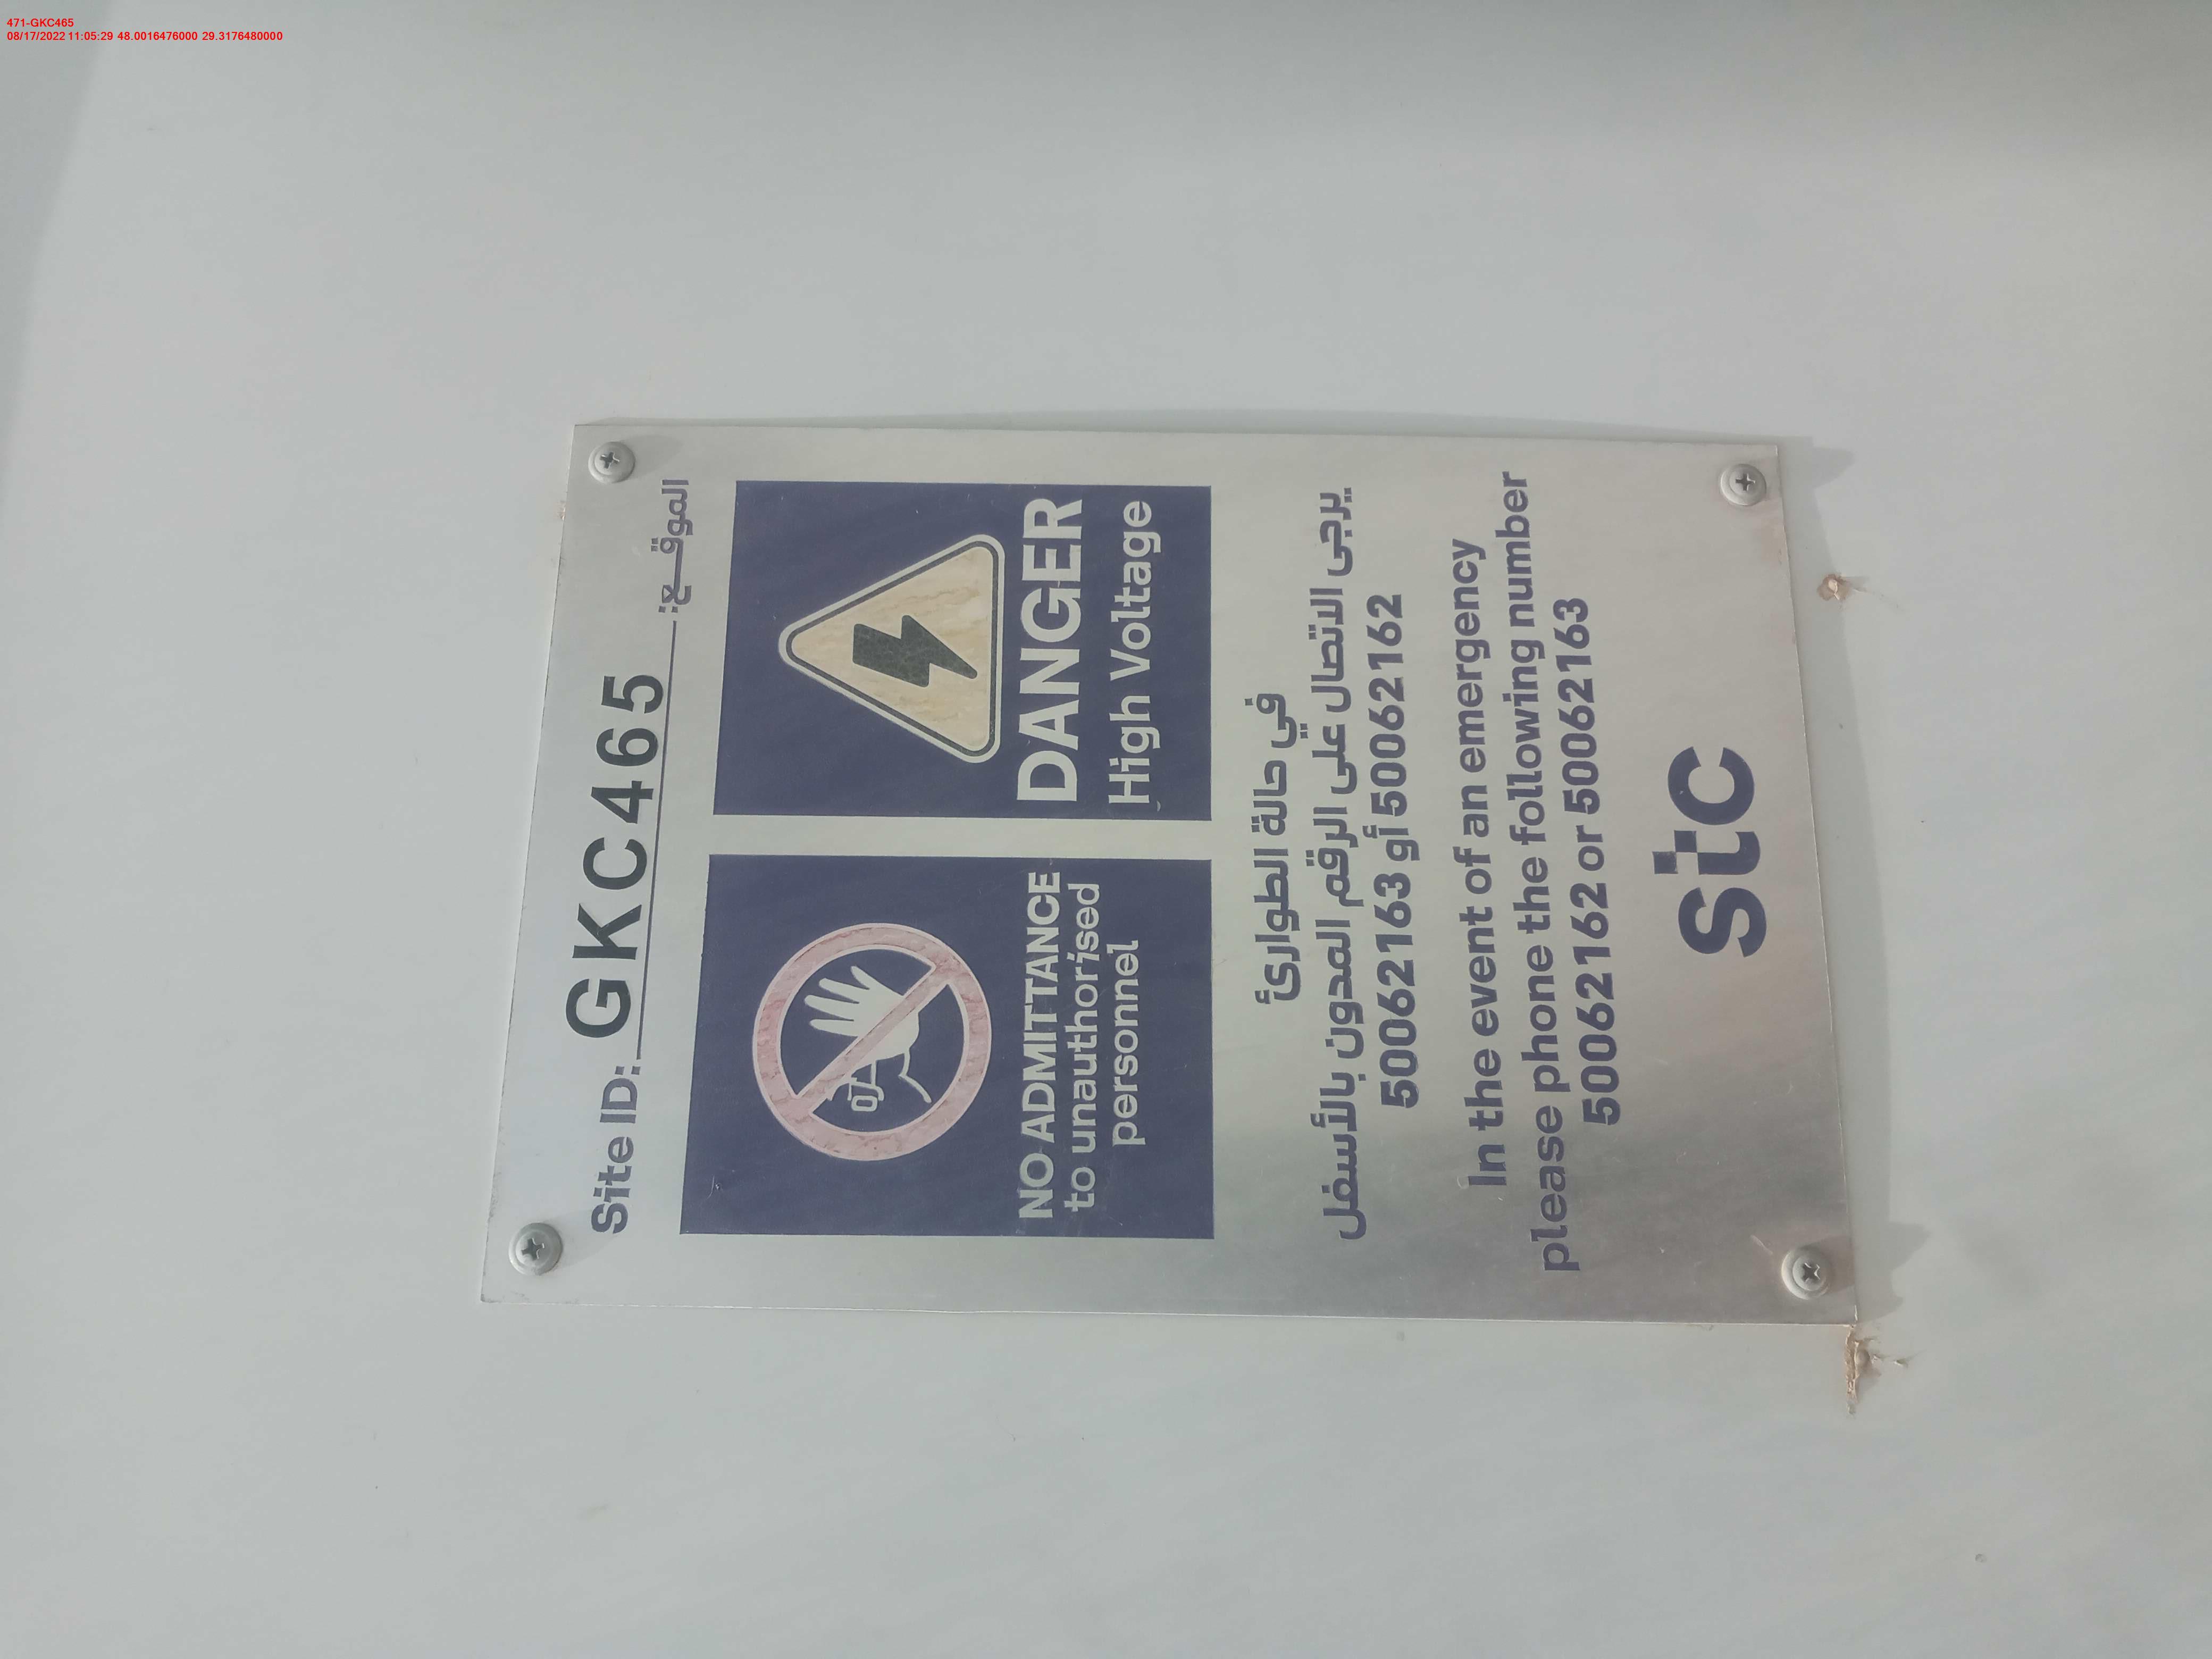 471-GKC465
08/17/2022 11:05:29 48.0016476000 29.3176480000
Site ID: GKC465 الموقــع:
NO ADMITTANCE
to unauthorised
personnel
DANGER
High Voltage
في حالة الطوارئ
يرجى الاتصال على الرقم المدون بالأسفل
50062163 أو 50062162
In the event of an emergency
please phone the following number
50062162 or 50062163
stc